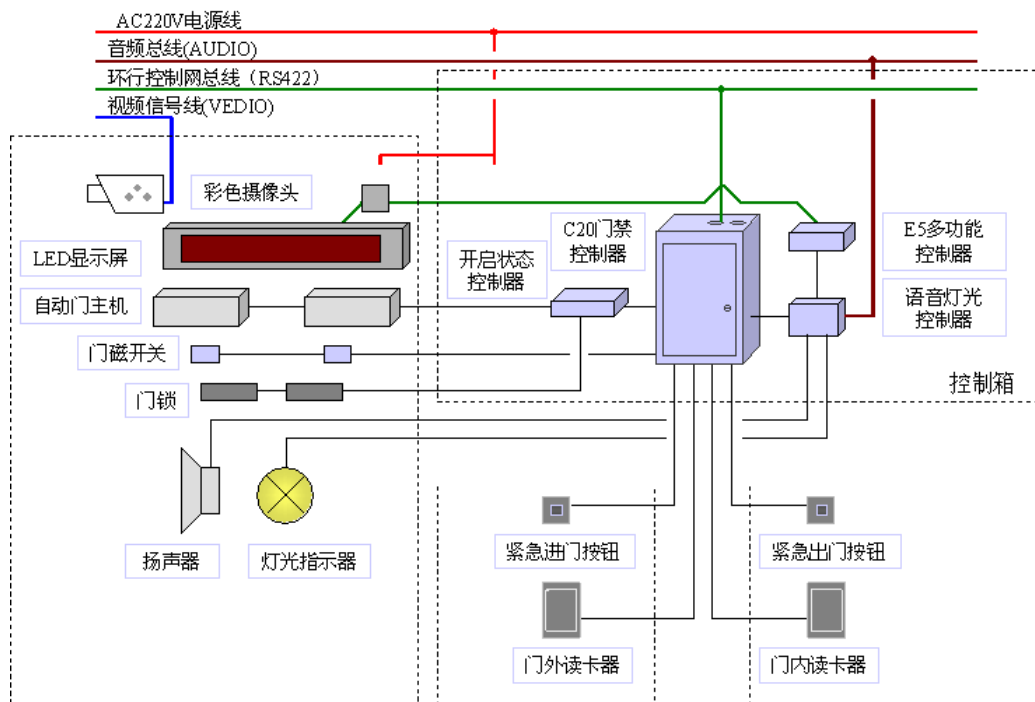 AC220V电源线
音频总线(AUDIO)
环行控制网总线（RS422）
视频信号线(VEDIO)
彩色摄像头
LED显示屏
自动门主机
门磁开关
门锁
开启状态
控制器
C20门禁
控制器
E5多功能
控制器
语音灯光
控制器
控制箱
扬声器
灯光指示器
紧急进门按钮
紧急出门按钮
门外读卡器
门内读卡器